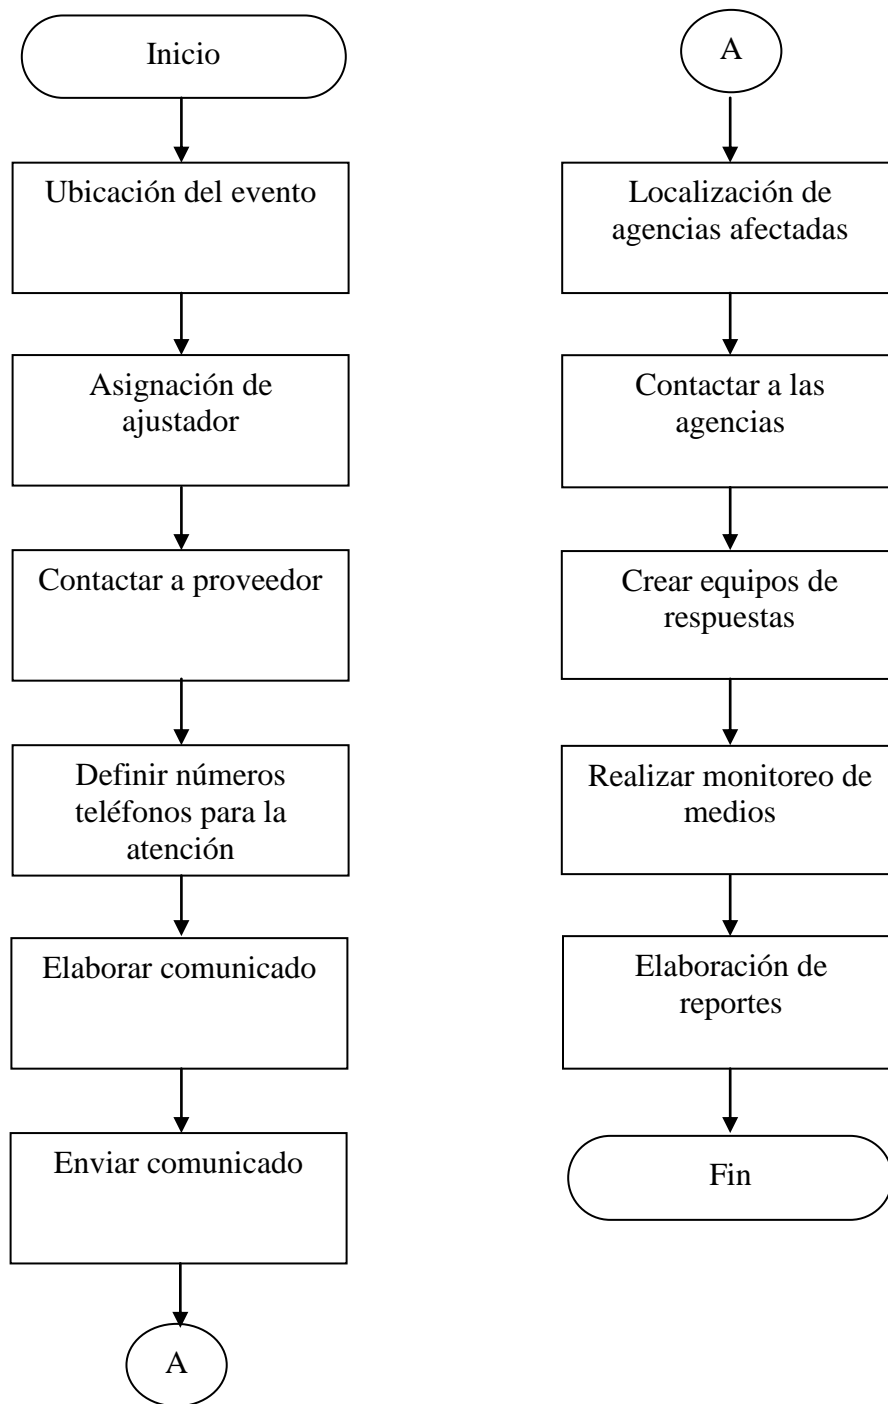 Inicio
Ubicación del evento
Asignación de
ajustador
Contactar a proveedor
Definir números
teléfonos para la
atención
Elaborar comunicado
Enviar comunicado
A
A
Localización de
agencias afectadas
Contactar a las
agencias
Crear equipos de
respuestas
Realizar monitoreo de
medios
Elaboración de
reportes
Fin